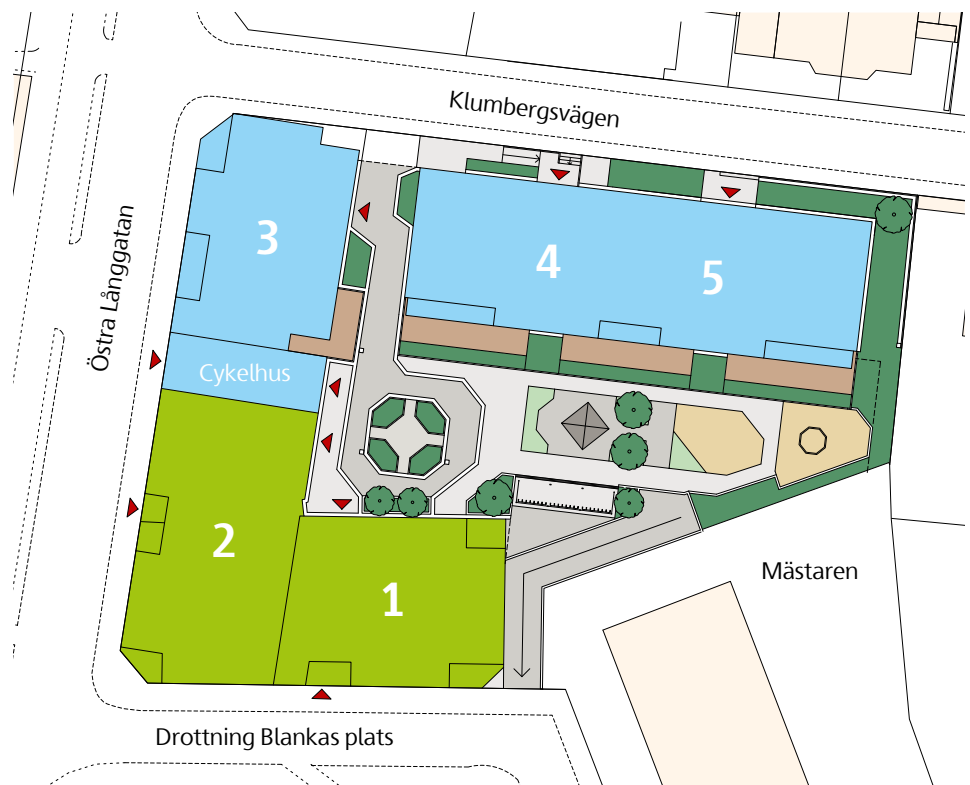 Klumbergsvägen
Östra Långgatan
3
4
5
Cykelhus
2
1
Mästaren
Drottning Blankas plats